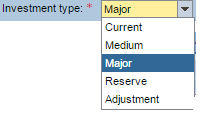 Investment type: * Major
Current
Medium
Major
Reserve
Adjustment